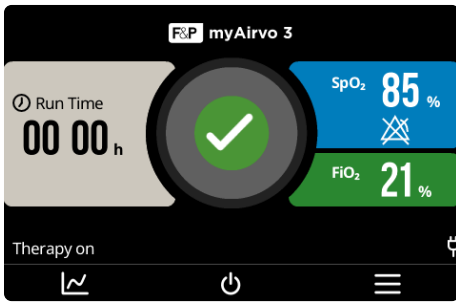 F&P myAirvo 3
Run Time
00 00 h
SpO₂ 85 %
FiO₂ 21 %
Therapy on